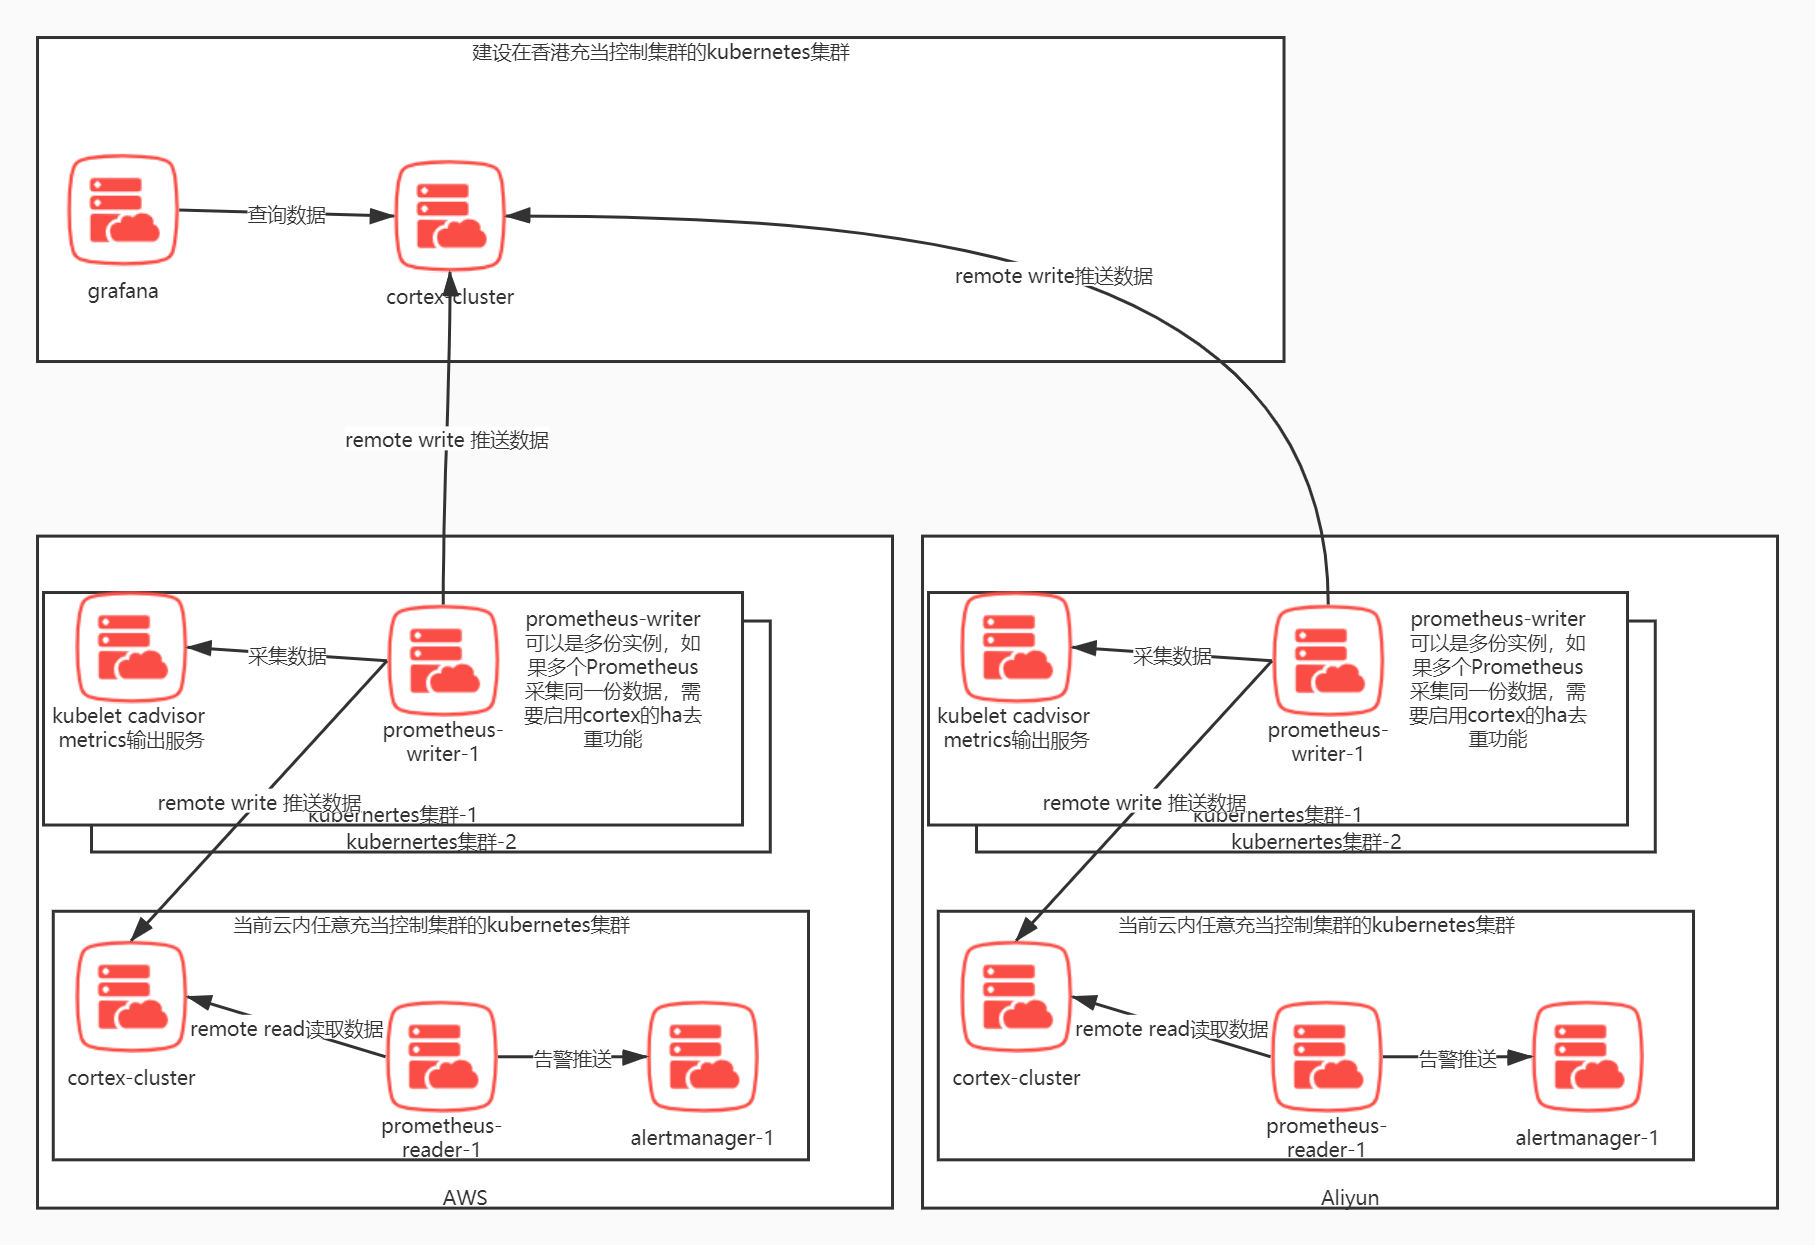 建设在香港充当控制集群的kubernetes集群
查询数据
grafana
cortex-cluster
remote write推送数据
remote write 推送数据
采集数据
kubelet cadvisor
metrics输出服务
prometheus-
writer-1
prometheus-writer
可以是多份实例，如
果多个Prometheus
采集同一份数据，需
要启用cortex的ha去
重功能
remote write 推送数据
kubernertes集群-1
kubernertes集群-2
当前云内任意充当控制集群的kubernetes集群
cortex-cluster
remote read读取数据
prometheus-
reader-1
告警推送
alertmanager-1
AWS
采集数据
kubelet cadvisor
metrics输出服务
prometheus-
writer-1
prometheus-writer
可以是多份实例，如
果多个Prometheus
采集同一份数据，需
要启用cortex的ha去
重功能
remote write 推送数据
kubernertes集群-1
kubernertes集群-2
当前云内任意充当控制集群的kubernetes集群
cortex-cluster
remote read读取数据
prometheus-
reader-1
告警推送
alertmanager-1
Aliyun